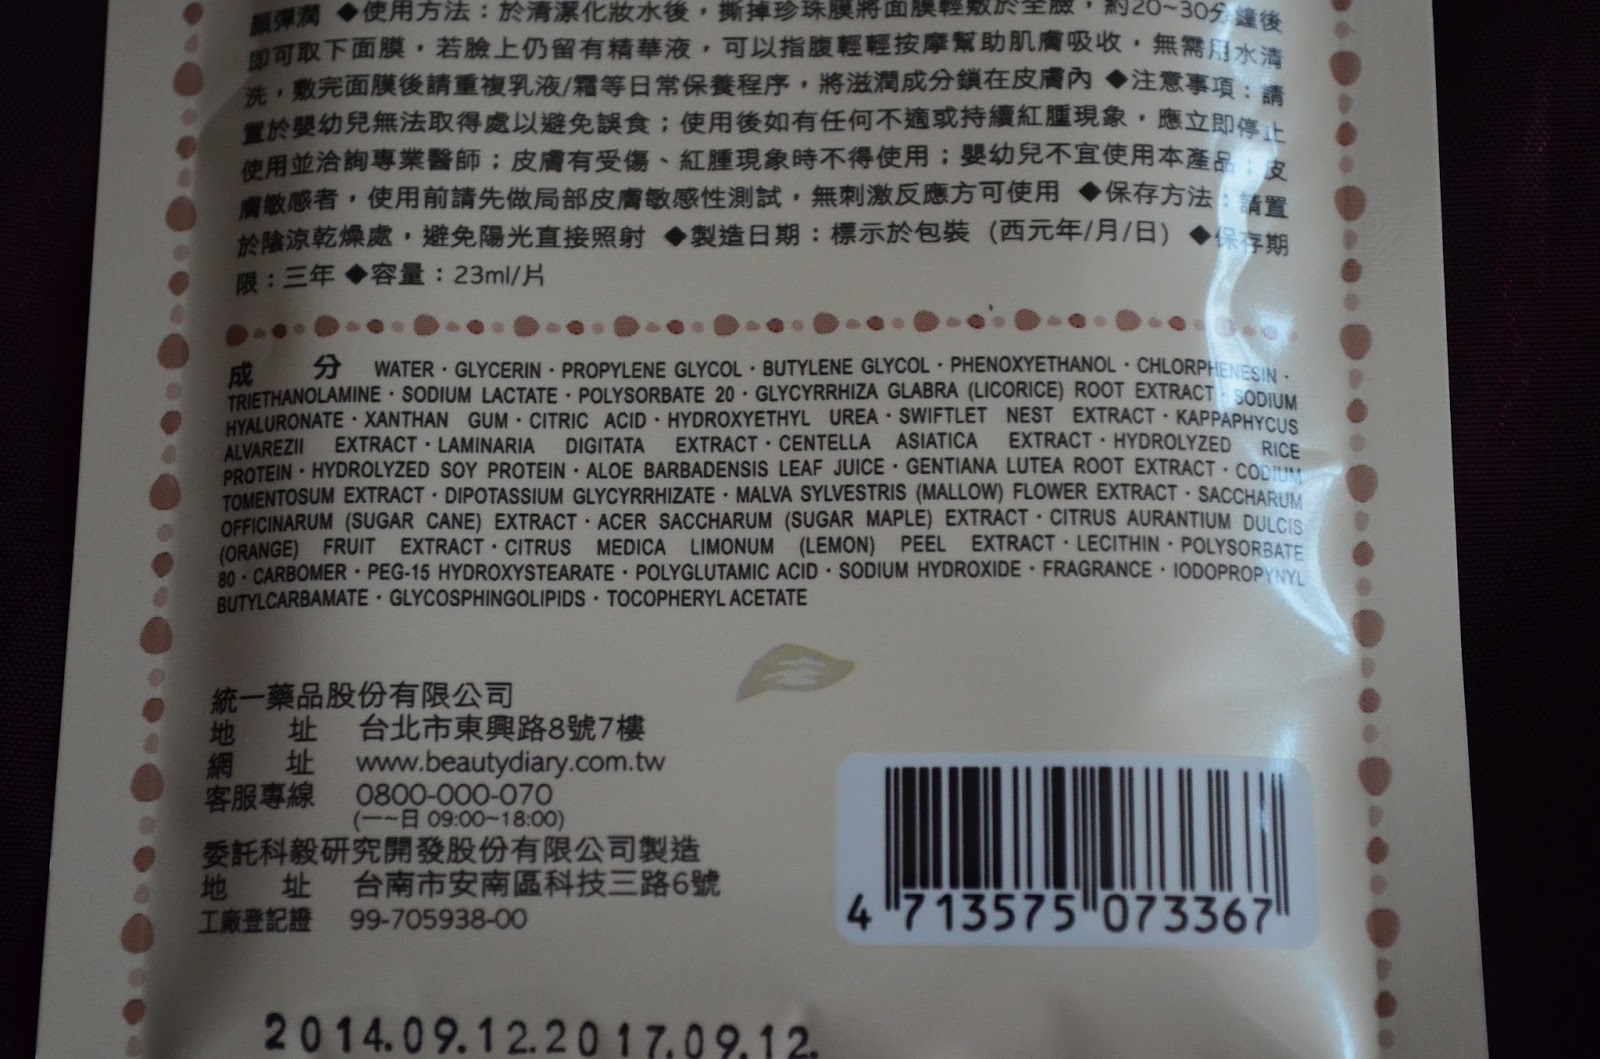 顏彈潤 ◆使用方法：於清潔化妝水後，撕掉珍珠膜將面膜輕敷於全臉，約20~30分鐘後
即可取下面膜，若臉上仍留有精華液，可以指腹輕輕按摩幫助肌膚吸收，無需用水清
洗，敷完面膜後請重複乳液/霜等日常保養程序，將滋潤成分鎖在皮膚內 ◆注意事項：請
置於嬰幼兒無法取得處以避免誤食；使用後如有任何不適或持續紅腫現象，應立即停止
使用並洽詢專業醫師；皮膚有受傷、紅腫現象時不得使用；嬰幼兒不宜使用本產品；皮
膚敏感者，使用前請先做局部皮膚敏感性測試，無刺激反應方可使用 ◆保存方法：請置
於陰涼乾燥處，避免陽光直接照射 ◆製造日期：標示於包裝 (西元年/月/日) ◆保存期
限：三年 ◆容量：23ml/片
成 分 WATER · GLYCERIN · PROPYLENE GLYCOL · BUTYLENE GLYCOL · PHENOXYETHANOL · CHLORPHENESIN ·
TRIETHANOLAMINE · SODIUM LACTATE · POLYSORBATE 20 · GLYCYRRHIZA GLABRA (LICORICE) ROOT EXTRACT · SODIUM
HYALURONATE · XANTHAN GUM · CITRIC ACID · HYDROXYETHYL UREA · SWIFTLET NEST EXTRACT · KAPPAPHYCUS
ALVAREZII EXTRACT · LAMINARIA DIGITATA EXTRACT · CENTELLA ASIATICA EXTRACT · HYDROLYZED RICE
PROTEIN · HYDROLYZED SOY PROTEIN · ALOE BARBADENSIS LEAF JUICE · GENTIANA LUTEA ROOT EXTRACT · CODIUM
TOMENTOSUM EXTRACT · DIPOTASSIUM GLYCYRRHIZATE · MALVA SYLVESTRIS (MALLOW) FLOWER EXTRACT · SACCHARUM
OFFICINARUM (SUGAR CANE) EXTRACT · ACER SACCHARUM (SUGAR MAPLE) EXTRACT · CITRUS AURANTIUM DULCIS
(ORANGE) FRUIT EXTRACT · CITRUS MEDICA LIMONUM (LEMON) PEEL EXTRACT · LECITHIN · POLYSORBATE
80 · CARBOMER · PEG-15 HYDROXYSTEARATE · POLYGLUTAMIC ACID · SODIUM HYDROXIDE · FRAGRANCE · IODOPROPYNYL
BUTYLCARBAMATE · GLYCOSPHINGOLIPIDS · TOCOPHERYL ACETATE
統一藥品股份有限公司
地 址 台北市東興路8號7樓
網 址 www.beautydiary.com.tw
客服專線 0800-000-070
(一~日 09:00~18:00)
委託科毅研究開發股份有限公司製造
地 址 台南市安南區科技三路6號
工廠登記證 99-705938-00
4 713575 073367
2014.09.12.2017.09.12.